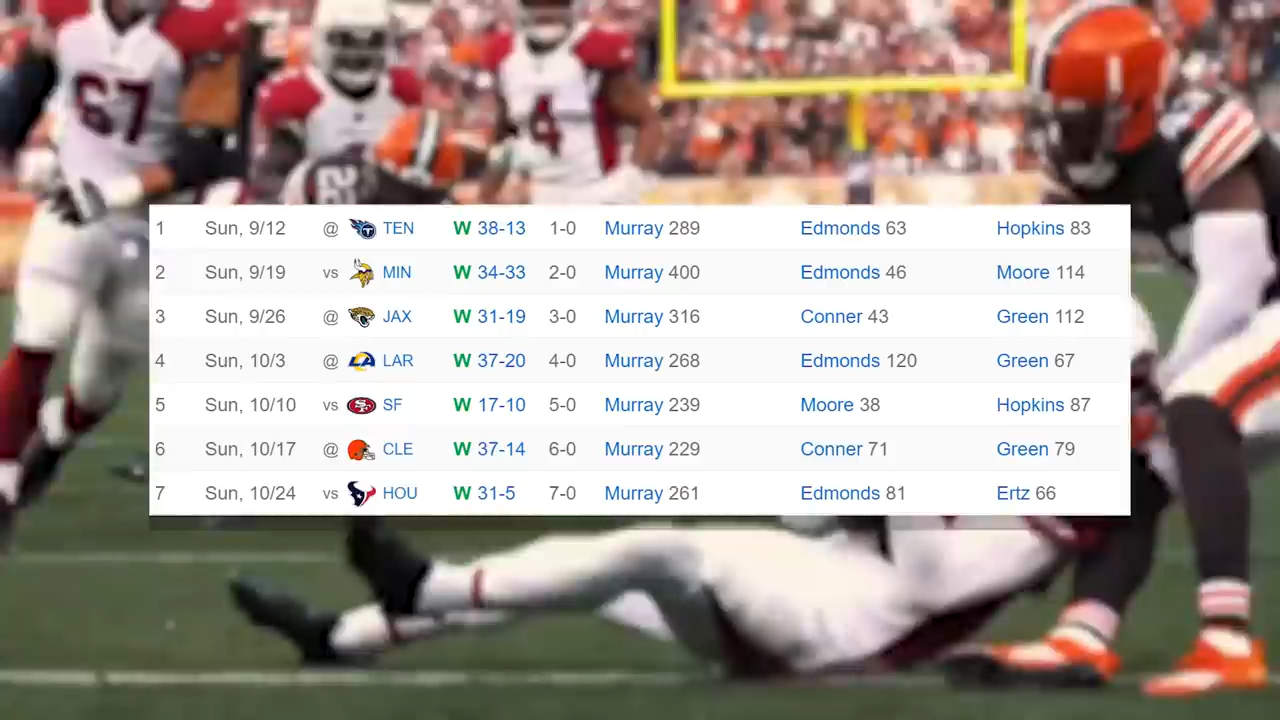 67
4
1 Sun, 9/12 @ TEN W 38-13 1-0 Murray 289 Edmonds 63 Hopkins 83
2 Sun, 9/19 vs MIN W 34-33 2-0 Murray 400 Edmonds 46 Moore 114
3 Sun, 9/26 @ JAX W 31-19 3-0 Murray 316 Conner 43 Green 112
4 Sun, 10/3 @ LAR W 37-20 4-0 Murray 268 Edmonds 120 Green 67
5 Sun, 10/10 vs SF W 17-10 5-0 Murray 239 Moore 38 Hopkins 87
6 Sun, 10/17 @ CLE W 37-14 6-0 Murray 229 Conner 71 Green 79
7 Sun, 10/24 vs HOU W 31-5 7-0 Murray 261 Edmonds 81 Ertz 66